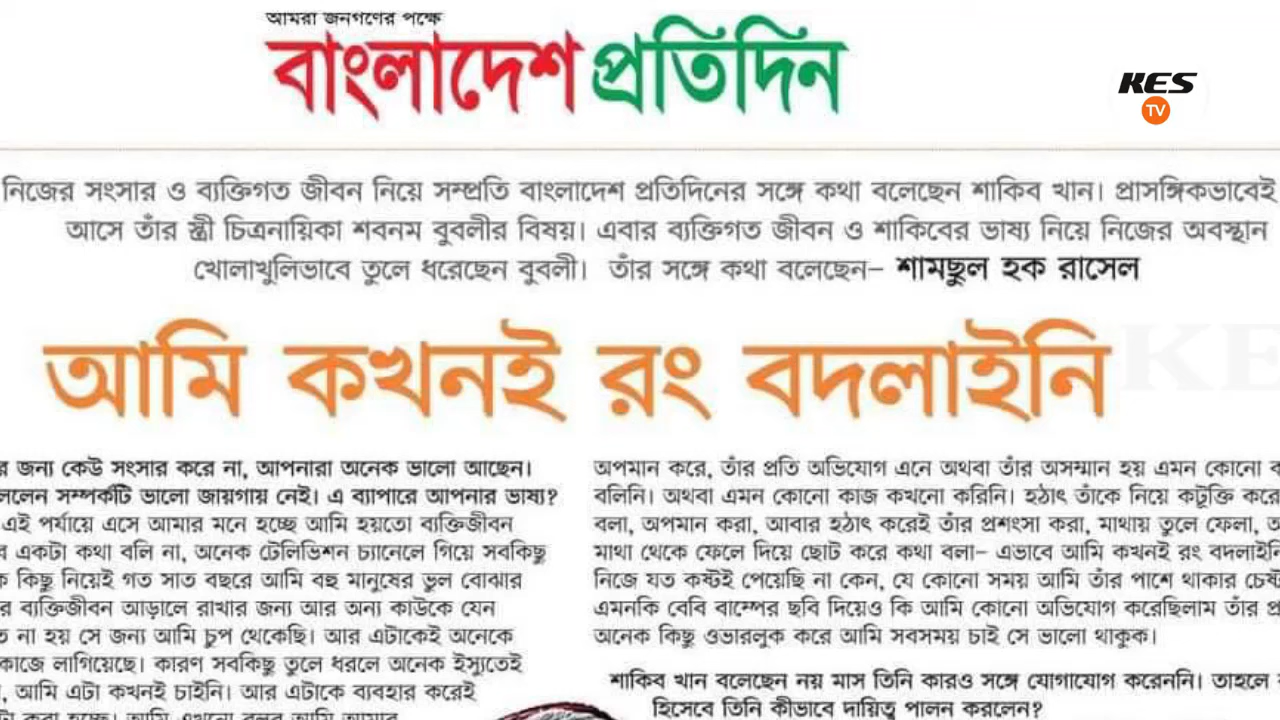 আমরা জনগণের পক্ষে
বাংলাদেশ প্রতিদিন
KES
TV
নিজের সংসার ও ব্যক্তিগত জীবন নিয়ে সম্প্রতি বাংলাদেশ প্রতিদিনের সঙ্গে কথা বলেছেন শাকিব খান। প্রাসঙ্গিকভাবেই
আসে তাঁর স্ত্রী চিত্রনায়িকা শবনম বুবলীর বিষয়। এবার ব্যক্তিগত জীবন ও শাকিবের ভাষ্য নিয়ে নিজের অবস্থান
খোলাখুলিভাবে তুলে ধরেছেন বুবলী। তাঁর সঙ্গে কথা বলেছেন– শামছুল হক রাসেল
আমি কখনই রং বদলাইনি
KE
র জন্য কেউ সংসার করে না, আপনারা অনেক ভালো আছেন।
ললেন সম্পর্কটি ভালো জায়গায় নেই। এ ব্যাপারে আপনার ভাষ্য?
এই পর্যায়ে এসে আমার মনে হচ্ছে আমি হয়তো ব্যক্তিজীবন
র একটা কথা বলি না, অনেক টেলিভিশন চ্যানেলে গিয়ে সবকিছু
ক কিছু নিয়েই গত সাত বছরে আমি বহু মানুষের ভুল বোঝার
র ব্যক্তিজীবন আড়ালে রাখার জন্য আর অন্য কাউকে যেন
ত না হয় সে জন্য আমি চুপ থেকেছি। আর এটাকেই অনেকে
কাজে লাগিয়েছে। কারণ সবকিছু তুলে ধরলে অনেক ইস্যুতেই
, আমি এটা কখনই চাইনি। আর এটাকে ব্যবহার করেই
অপমান করে, তাঁর প্রতি অভিযোগ এনে অথবা তাঁর অসম্মান হয় এমন কোনো ক
বলিনি। অথবা এমন কোনো কাজ কখনো করিনি। হঠাৎ তাঁকে নিয়ে কটূক্তি করে
বলা, অপমান করা, আবার হঠাৎ করেই তাঁর প্রশংসা করা, মাথায় তুলে ফেলা,
মাথা থেকে ফেলে দিয়ে ছোট করে কথা বলা– এভাবে আমি কখনই রং বদলাইনি
নিজে যত কষ্টই পেয়েছি না কেন, যে কোনো সময় আমি তাঁর পাশে থাকার চেষ্ট
এমনকি বেবি বাম্পের ছবি দিয়েও কি আমি কোনো অভিযোগ করেছিলাম তাঁর প্র
অনেক কিছু ওভারলুক করে আমি সবসময় চাই সে ভালো থাকুক।
শাকিব খান বলেছেন নয় মাস তিনি কারও সঙ্গে যোগাযোগ করেননি। তাহলে
হিসেবে তিনি কীভাবে দায়িত্ব পালন করলেন?